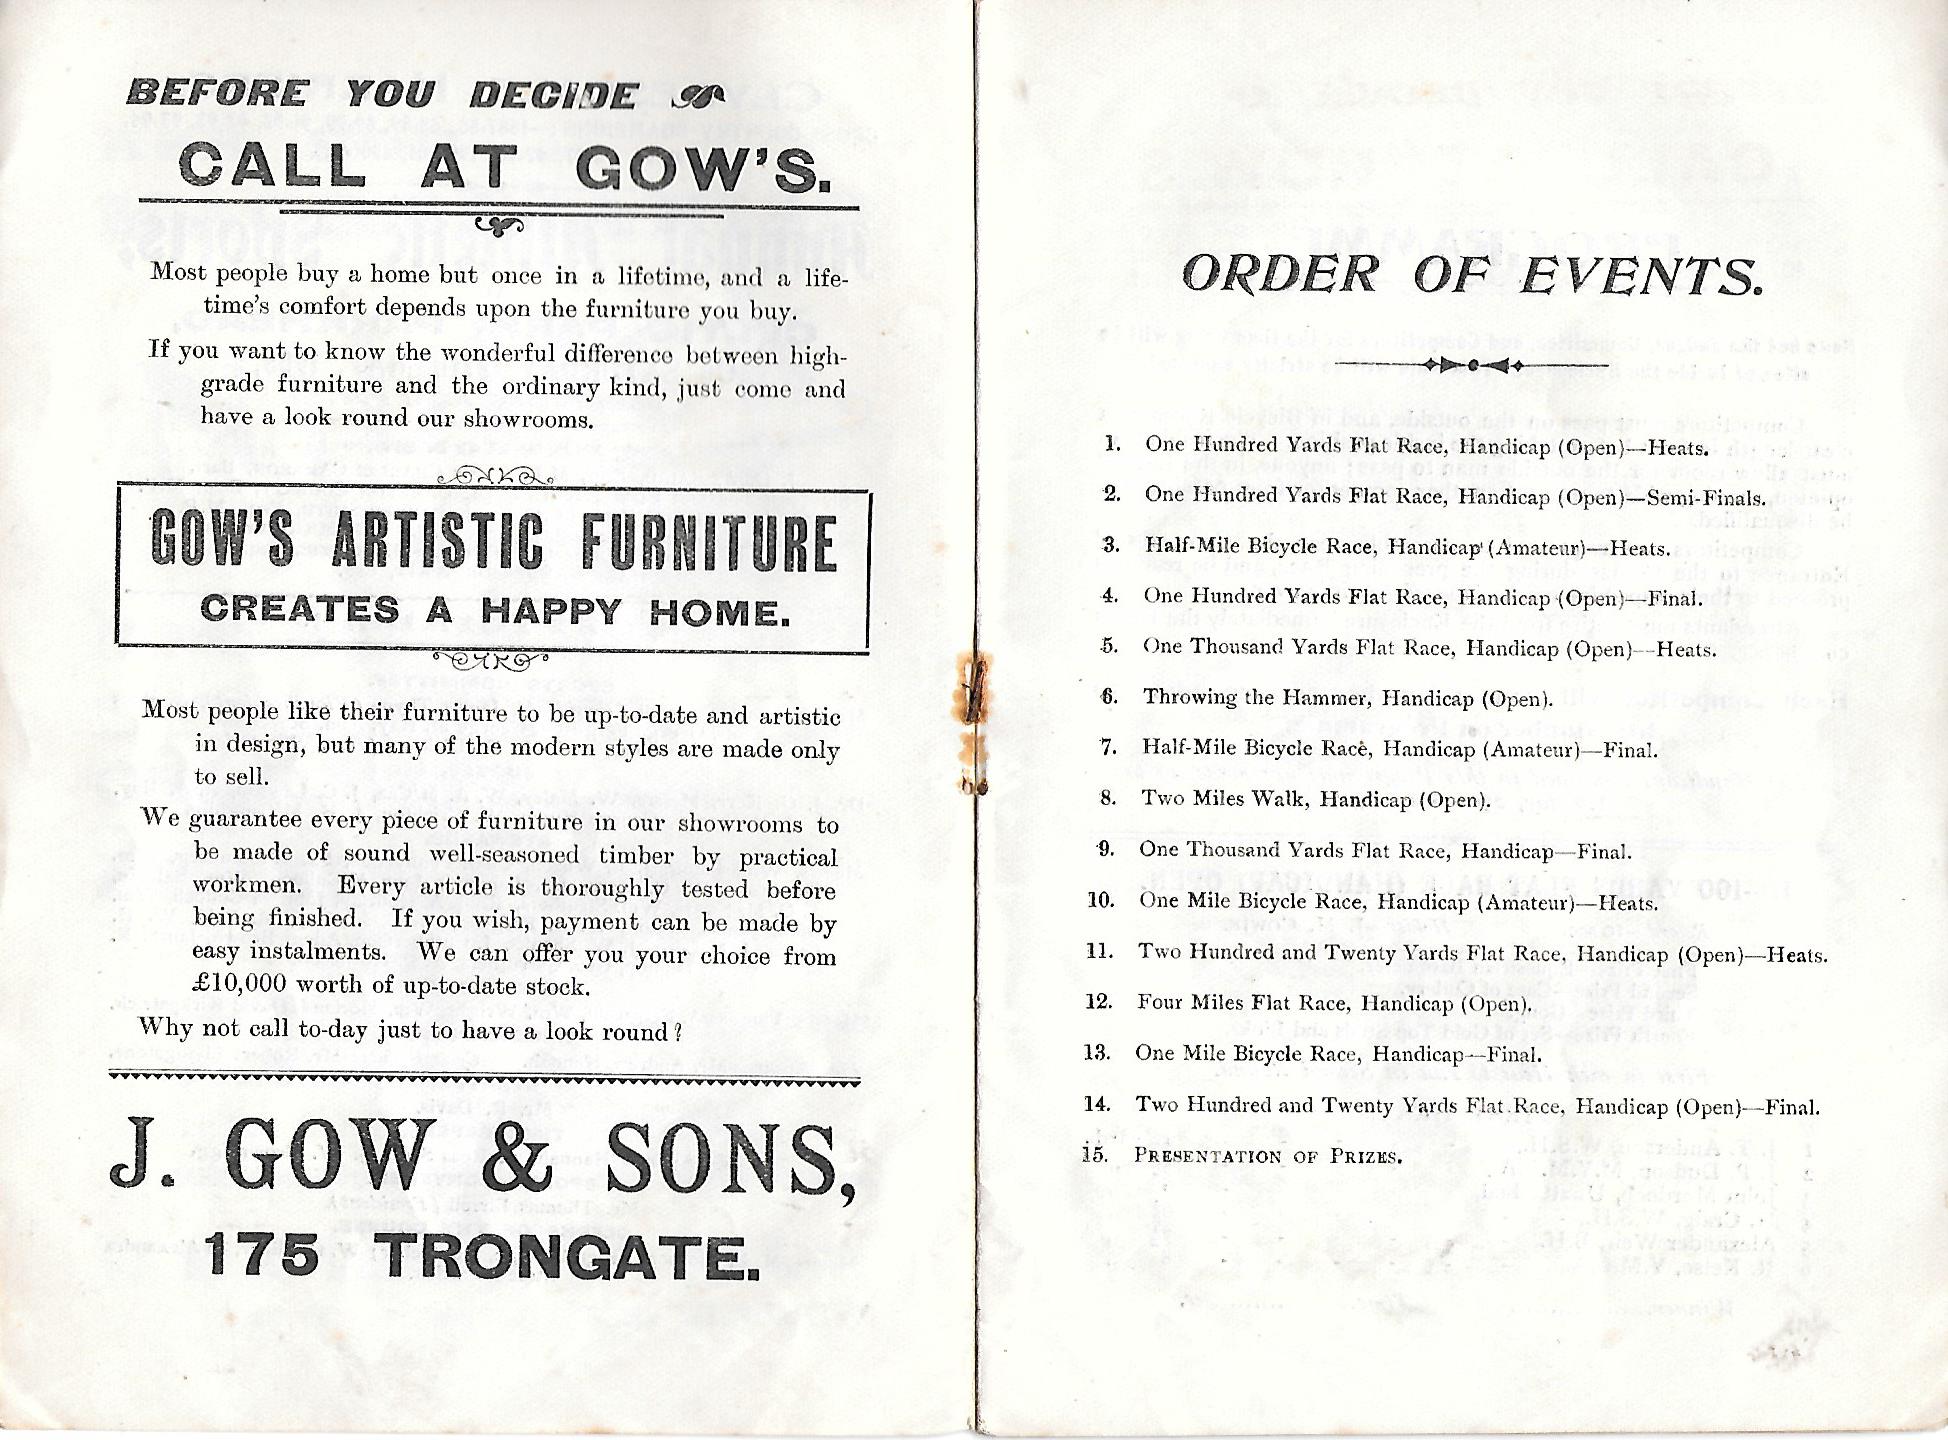 BEFORE YOU DECIDE
CALL AT GOW'S.
Most people buy a home but once in a lifetime, and a life-
time's comfort depends upon the furniture you buy.
If you want to know the wonderful difference between high-
grade furniture and the ordinary kind, just come and
have a look round our showrooms.
GOW'S ARTISTIC FURNITURE
CREATES A HAPPY HOME.
Most people like their furniture to be up-to-date and artistic
in design, but many of the modern styles are made only
to sell.
We guarantee every piece of furniture in our showrooms to
be made of sound well-seasoned timber by practical
workmen. Every article is thoroughly tested before
being finished. If you wish, payment can be made by
easy instalments. We can offer you your choice from
£10,000 worth of up-to-date stock.
Why not call to-day just to have a look round?
J. GOW & SONS,
175 TRONGATE.
ORDER OF EVENTS.
1. One Hundred Yards Flat Race, Handicap (Open)—Heats.
2. One Hundred Yards Flat Race, Handicap (Open)—Semi-Finals.
3. Half-Mile Bicycle Race, Handicap (Amateur)—Heats.
4. One Hundred Yards Flat Race, Handicap (Open)—Final.
5. One Thousand Yards Flat Race, Handicap (Open)—Heats.
6. Throwing the Hammer, Handicap (Open).
7. Half-Mile Bicycle Race, Handicap (Amateur)—Final.
8. Two Miles Walk, Handicap (Open).
9. One Thousand Yards Flat Race, Handicap—Final.
10. One Mile Bicycle Race, Handicap (Amateur)—Heats.
11. Two Hundred and Twenty Yards Flat Race, Handicap (Open)—Heats.
12. Four Miles Flat Race, Handicap (Open).
13. One Mile Bicycle Race, Handicap—Final.
14. Two Hundred and Twenty Yards Flat Race, Handicap (Open)—Final.
15. PRESENTATION OF PRIZES.